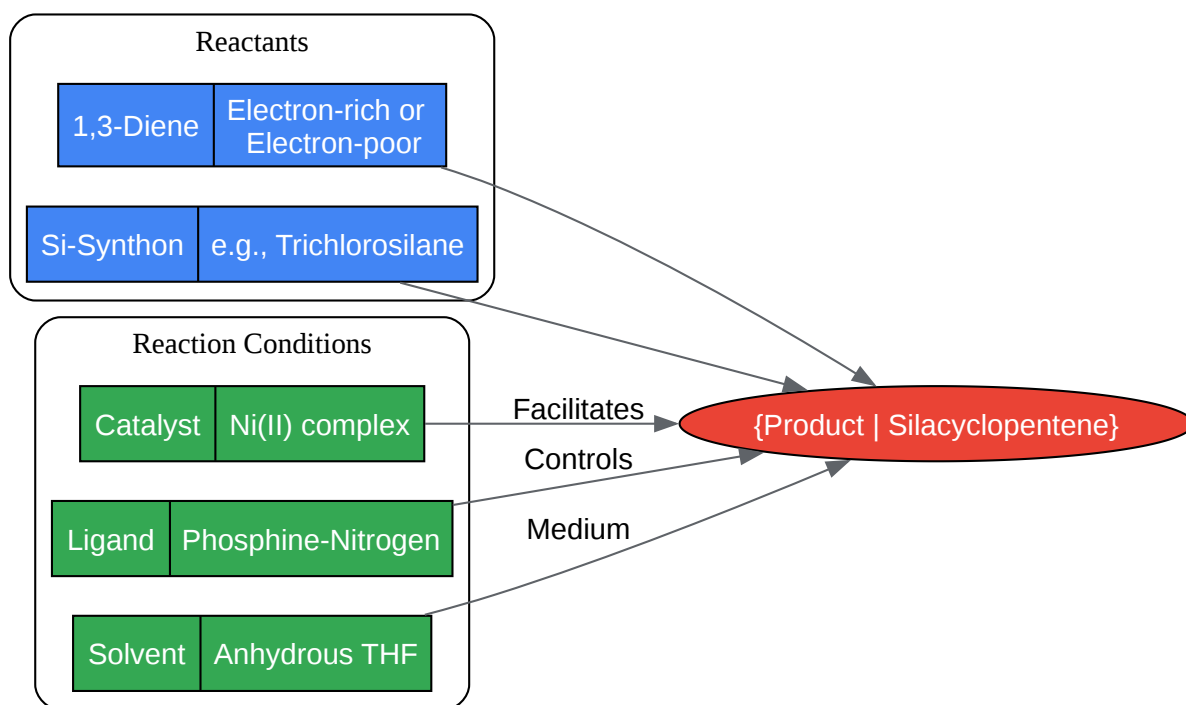 Reactants
1,3-Diene
Electron-rich or
Electron-poor
Si-Synthon
e.g., Trichlorosilane
Reaction Conditions
Catalyst
Ni(II) complex
Ligand
Phosphine-Nitrogen
Solvent
Anhydrous THF
Facilitates
Controls
Medium
{Product | Silacyclopentene}